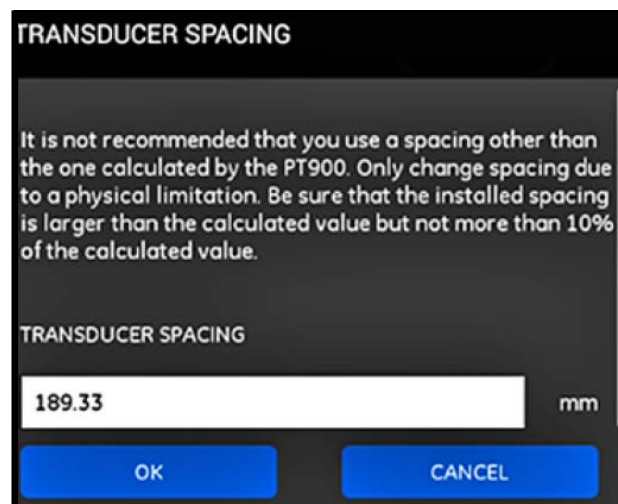 TRANSDUCER SPACING
It is not recommended that you use a spacing other than
the one calculated by the PT900. Only change spacing due
to a physical limitation. Be sure that the installed spacing
is larger than the calculated value but not more than 10%
of the calculated value.
TRANSDUCER SPACING
189.33 mm
OK CANCEL